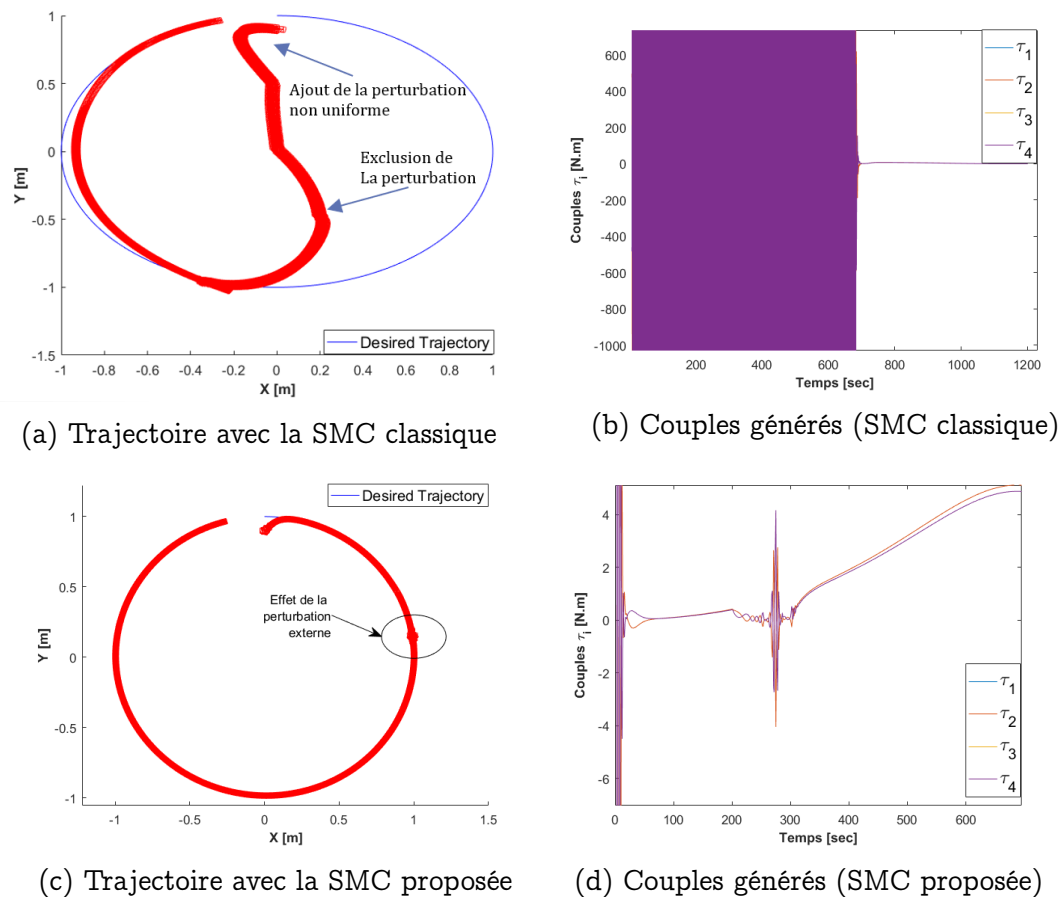 1
0.5
0
-0.5
-1
-1.5
-1
-0.8
-0.6
-0.4
-0.2
0
0.2
0.4
0.6
0.8
1
X [m]
Y [m]
Ajout de la perturbation
non uniforme
Exclusion de
La perturbation
Desired Trajectory
(a) Trajectoire avec la SMC classique
600
400
200
0
-200
-400
-600
-800
-1000
200
400
600
800
1000
1200
Temps [sec]
Couples τi [N.m]
τ1
τ2
τ3
τ4
(b) Couples générés (SMC classique)
1
0.5
0
-0.5
-1
-1
-0.5
0
0.5
1
1.5
X [m]
Y [m]
Desired Trajectory
Effet de la
perturbation
externe
(c) Trajectoire avec la SMC proposée
4
2
0
-2
-4
-6
0
100
200
300
400
500
600
Temps [sec]
Couples τi [N.m]
τ1
τ2
τ3
τ4
(d) Couples générés (SMC proposée)